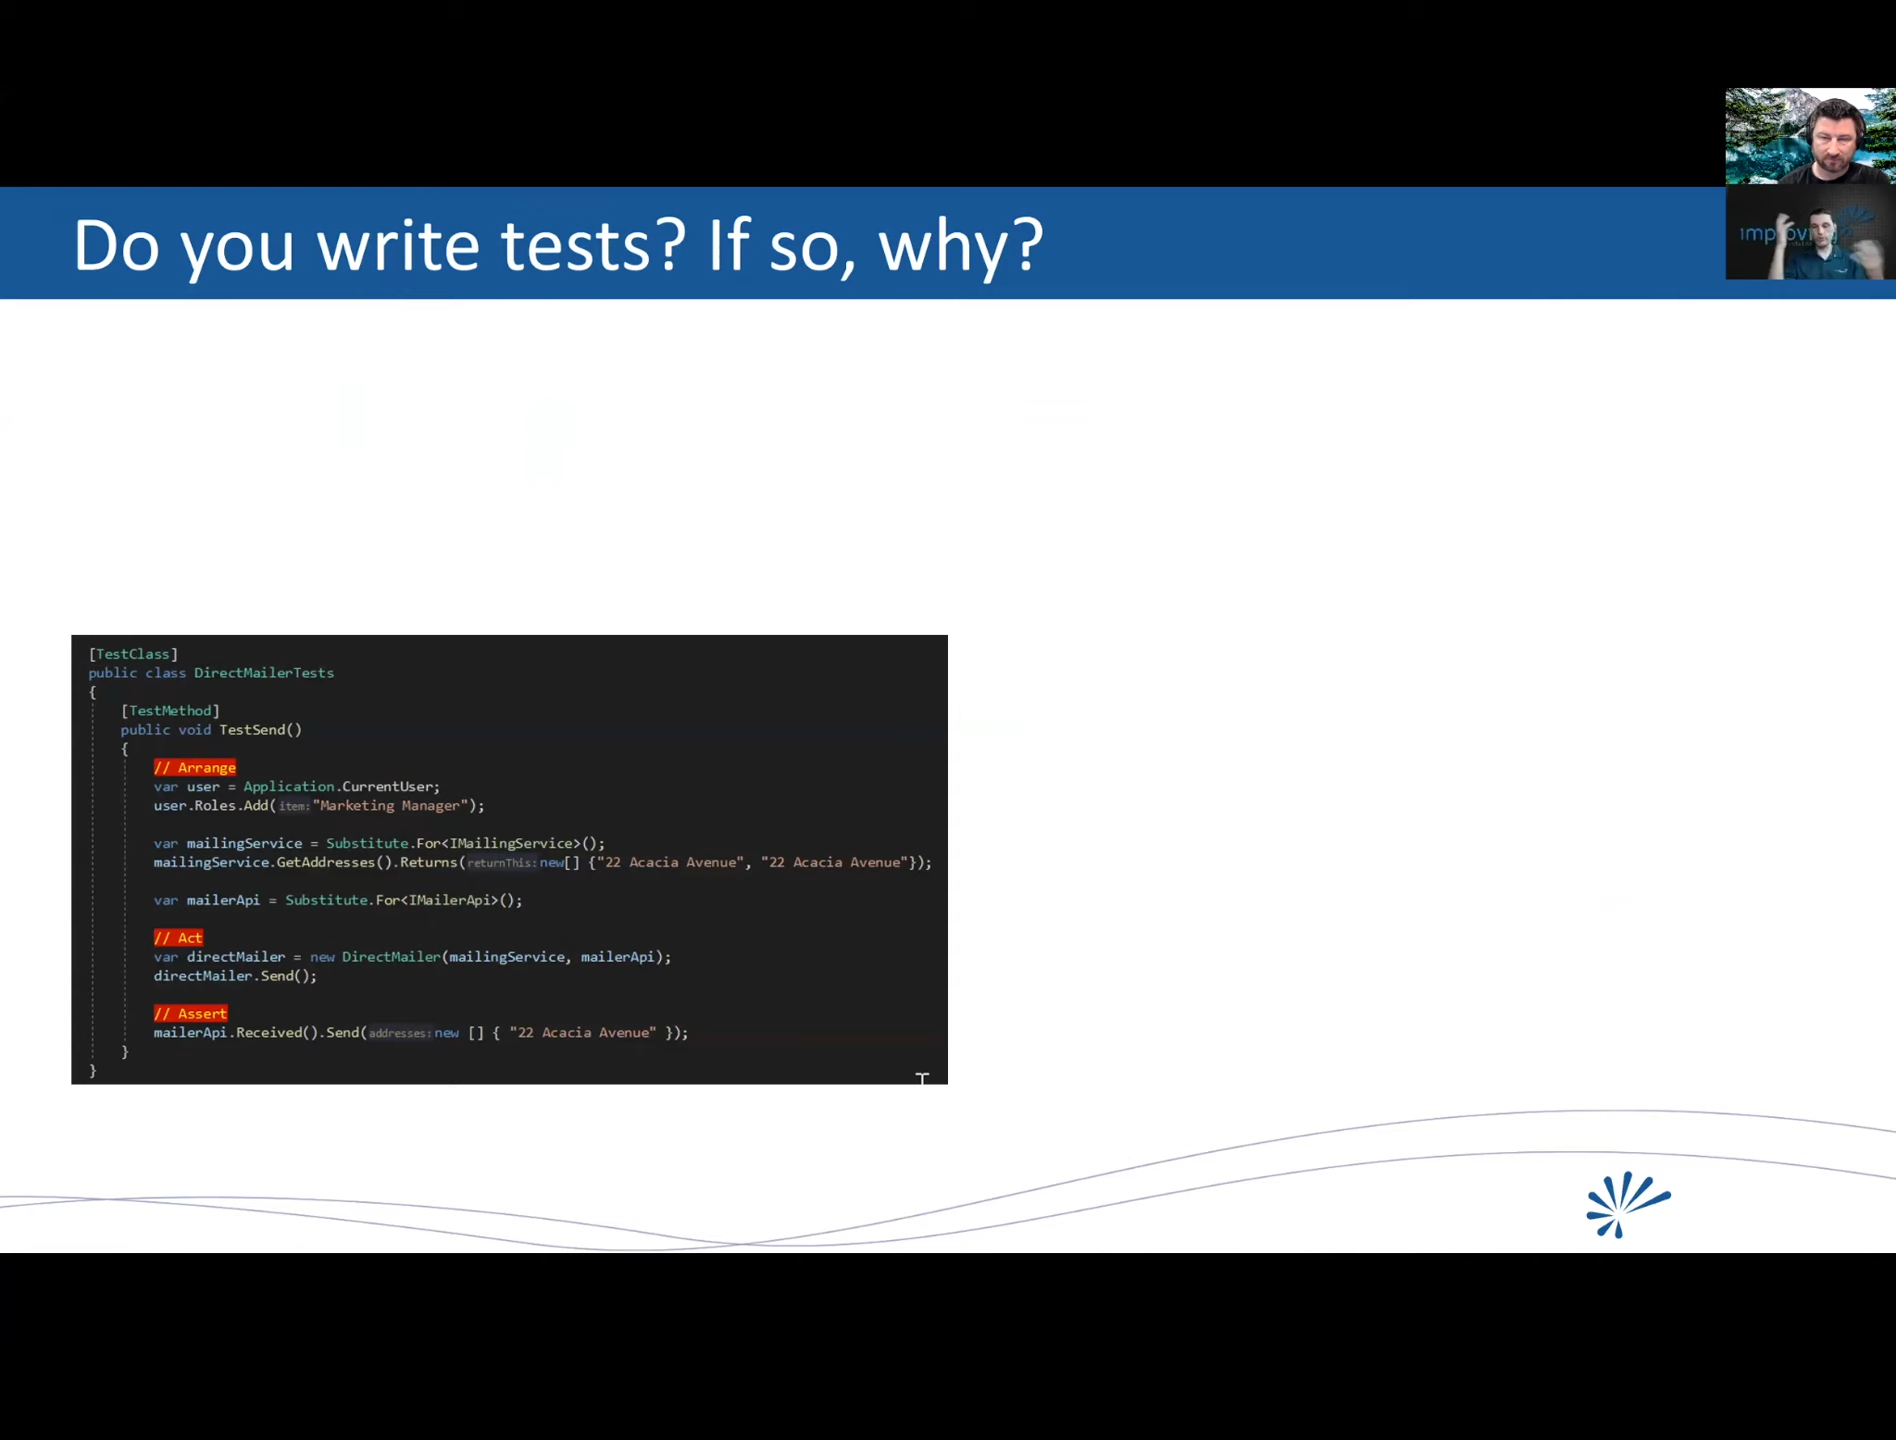 Do you write tests? If so, why?
[TestClass]
public class DirectMailerTests
{
[TestMethod]
public void TestSend()
{
// Arrange
var user = Application.CurrentUser;
user.Roles.Add(item:"Marketing Manager");
var mailingService = Substitute.For<IMailingService>();
mailingService.GetAddresses().Returns(returnThis:new[] {"22 Acacia Avenue", "22 Acacia Avenue"});
var mailerApi = Substitute.For<IMailerApi>();
// Act
var directMailer = new DirectMailer(mailingService, mailerApi);
directMailer.Send();
// Assert
mailerApi.Received().Send(addresses:new [] { "22 Acacia Avenue" });
}
}